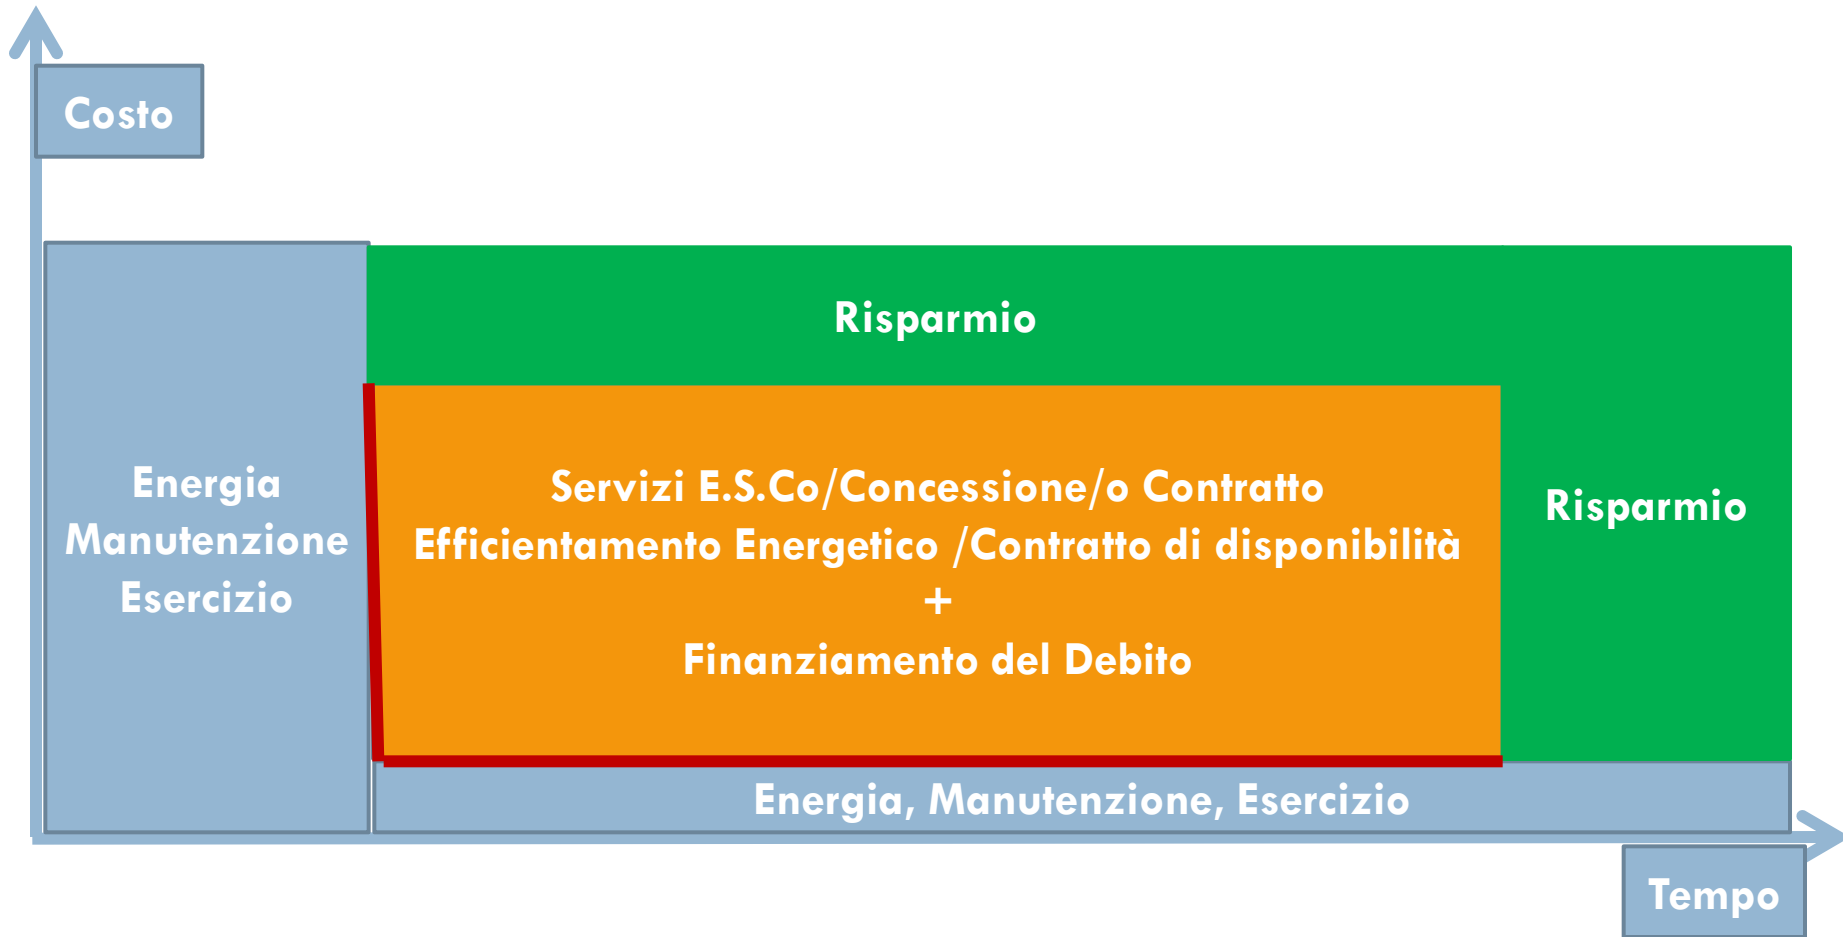 Costo
Risparmio
Energia
Manutenzione
Esercizio
Servizi E.S.Co/Concessione/o Contratto
Efficientamento Energetico /Contratto di disponibilità
+
Finanziamento del Debito
Risparmio
Energia, Manutenzione, Esercizio
Tempo